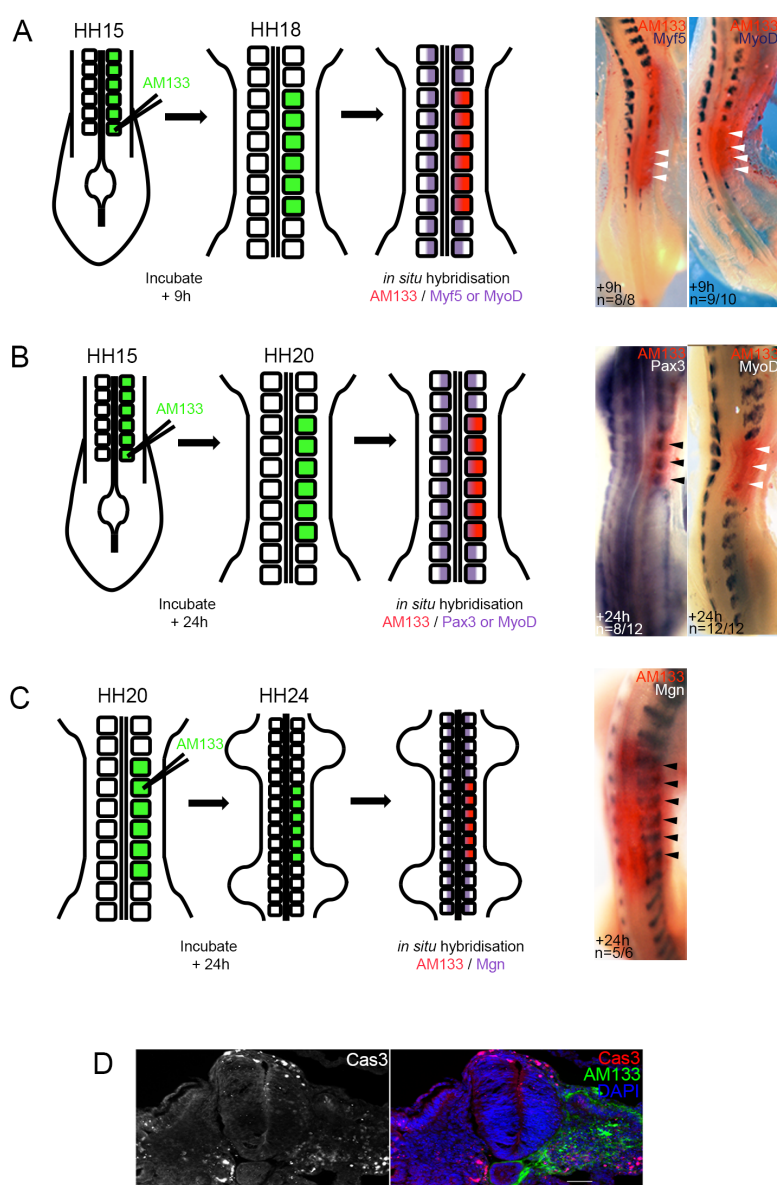 A
HH15
AM133
HH18
Incubate
+ 9h
in situ hybridisation
AM133 / Myf5 or MyoD
AM133
Myf5
+9h
n=8/8
AM133
MyoD
+9h
n=9/10
B
HH15
AM133
HH20
Incubate
+ 24h
in situ hybridisation
AM133 / Pax3 or MyoD
AM133
Pax3
+24h
n=8/12
AM133
MyoD
+24h
n=12/12
C
HH20
AM133
HH24
Incubate
+ 24h
in situ hybridisation
AM133 / Mgn
AM133
Mgn
+24h
n=5/6
D
Cas3
Cas3
AM133
DAPI